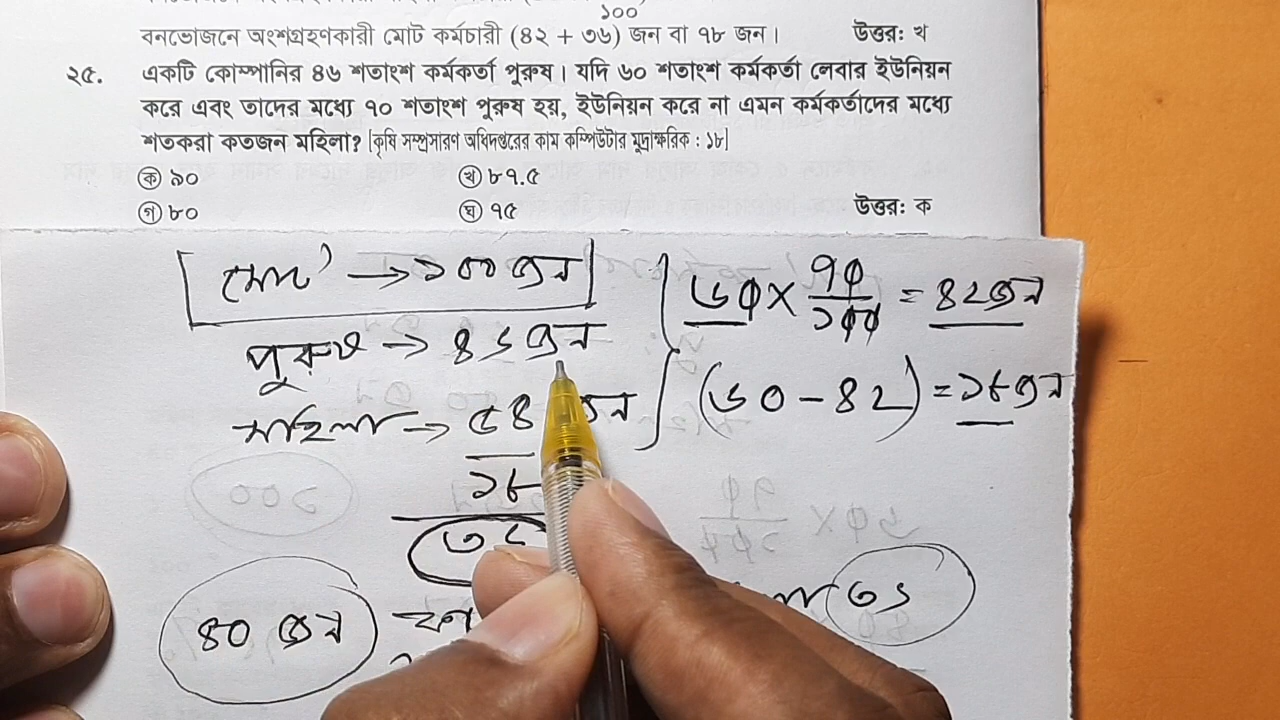 ১০০
বনভোজনে অংশগ্রহণকারী মোট কর্মচারী (৪২ + ৩৬) জন বা ৭৮ জন। উত্তর: খ
২৫. একটি কোম্পানির ৪৬ শতাংশ কর্মকর্তা পুরুষ। যদি ৬০ শতাংশ কর্মকর্তা লেবার ইউনিয়ন
করে এবং তাদের মধ্যে ৭০ শতাংশ পুরুষ হয়, ইউনিয়ন করে না এমন কর্মকর্তাদের মধ্যে
শতকরা কতজন মহিলা? [কৃষি সম্প্রসারণ অধিদপ্তরের কাম কম্পিউটার মুদ্রাক্ষরিক : ১৮]
ক ৯০ খ ৮৭.৫
গ ৮০ ঘ ৭৫ উত্তর: ক
মোট → ১০০ জন
পুরুষ → ৪৬ জন
মহিলা → ৫৪ জন
১৮
৬০ × ৭০/১০০ = ৪২ জন
(৬০ - ৪২) = ১৮ জন
৪০ জন